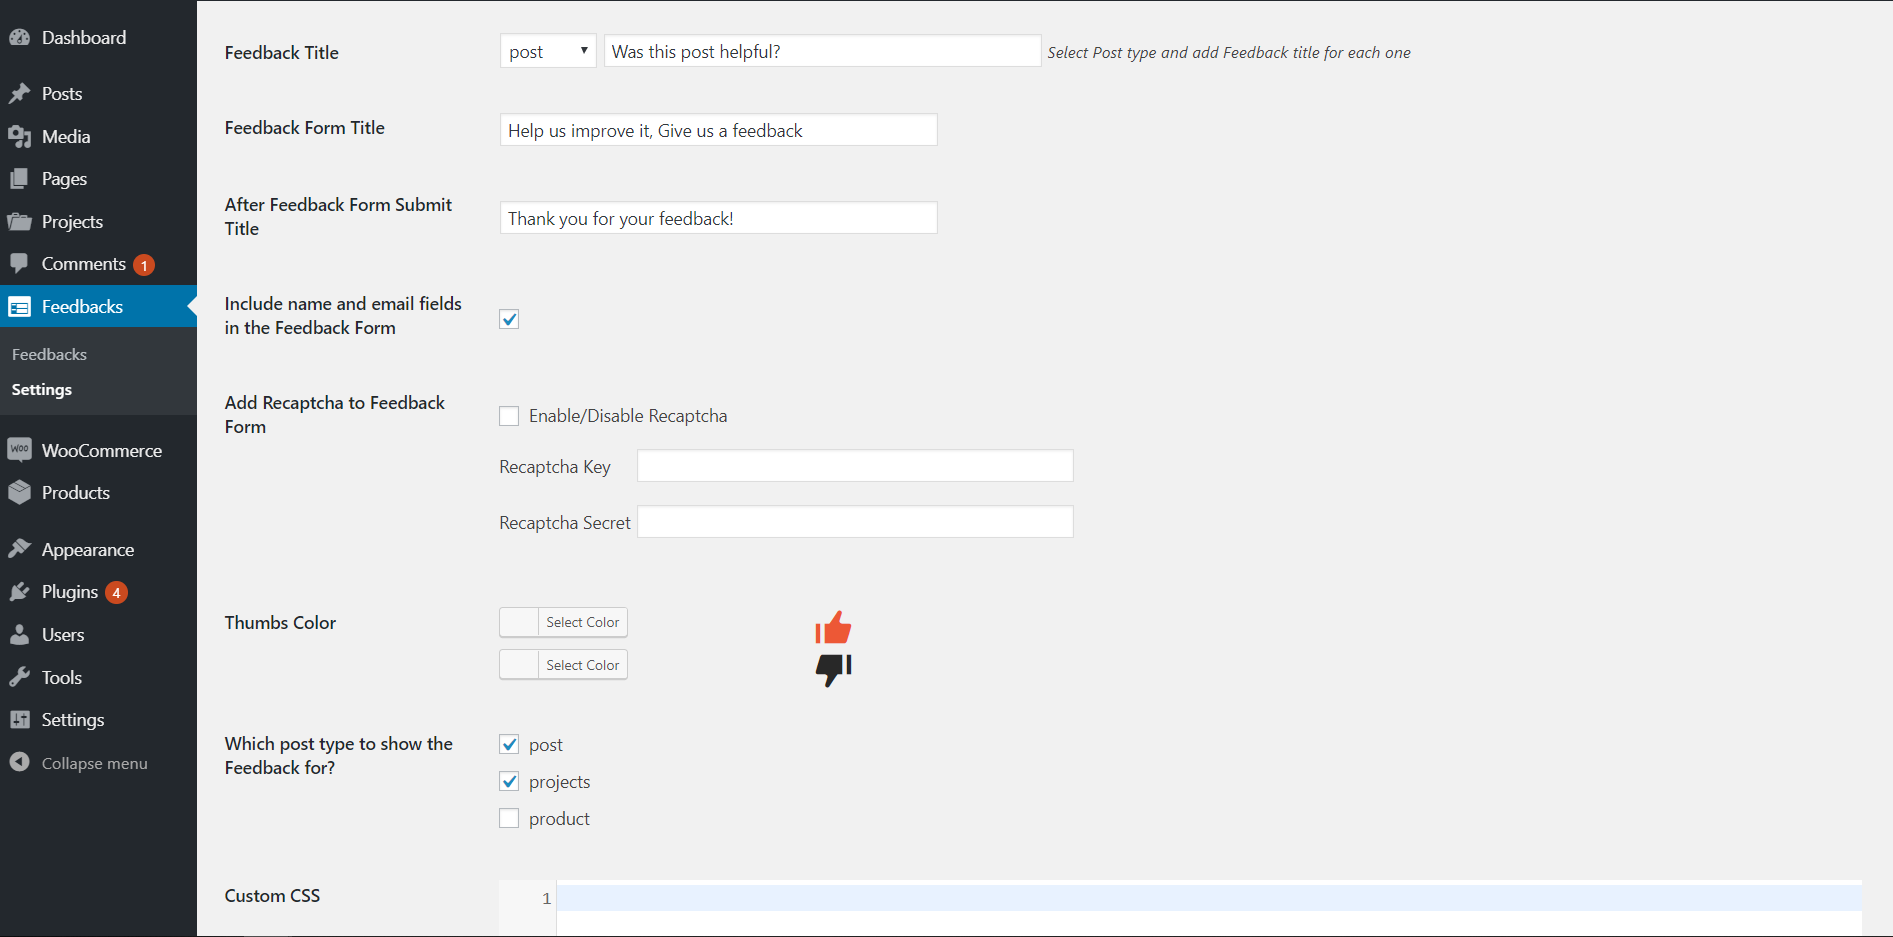 Dashboard
Posts
Media
Pages
Projects
Comments 1
Feedbacks
Feedbacks
Settings
WOO WooCommerce
Products
Appearance
Plugins 4
Users
Tools
Settings
Collapse menu
Feedback Title post Was this post helpful? Select Post type and add Feedback title for each one
Feedback Form Title Help us improve it, Give us a feedback
After Feedback Form Submit
Title
Thank you for your feedback!
Include name and email fields
in the Feedback Form
Add Recaptcha to Feedback
Form
Enable/Disable Recaptcha
Recaptcha Key
Recaptcha Secret
Thumbs Color Select Color
Select Color
Which post type to show the
Feedback for?
post
projects
product
Custom CSS 1